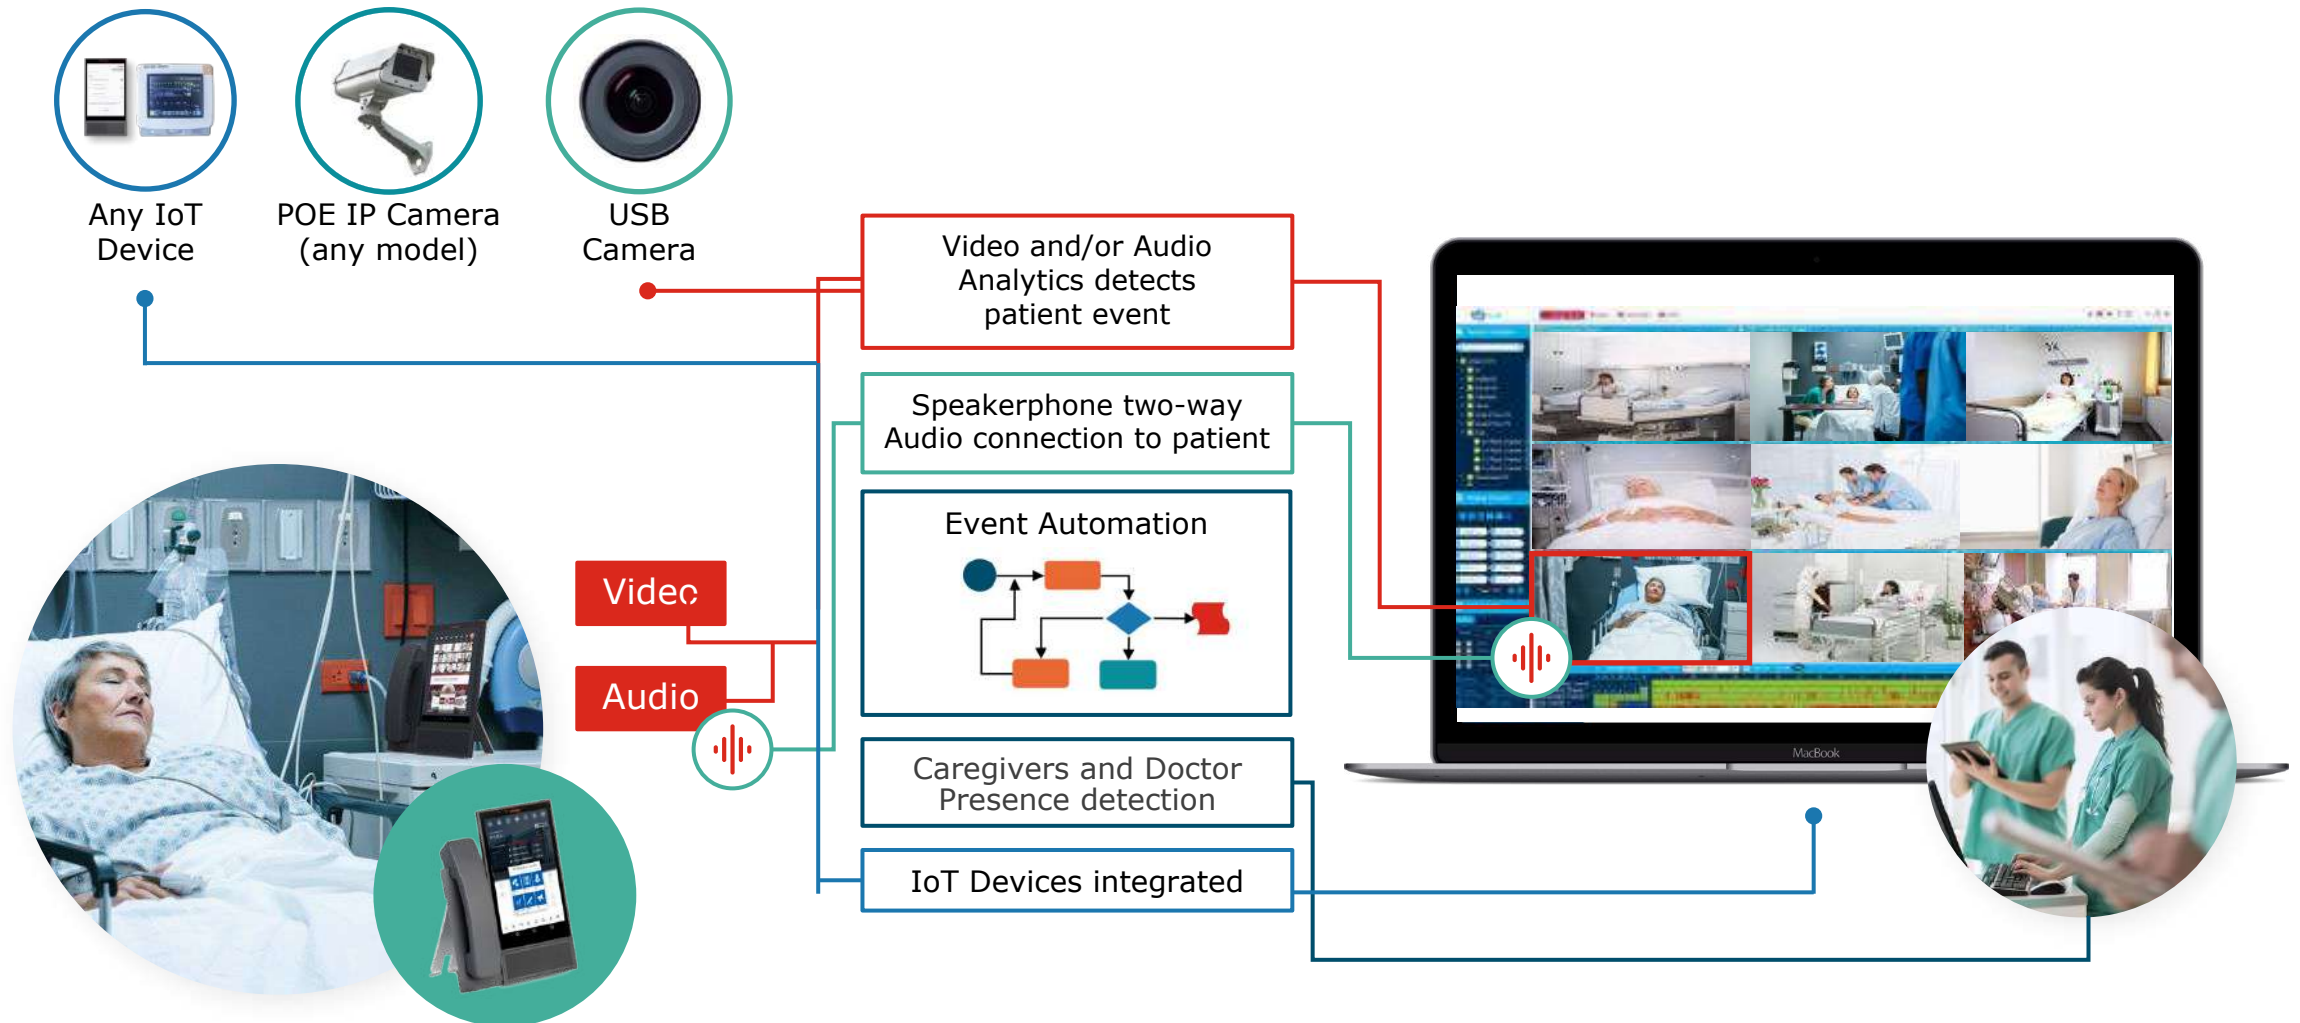 Any IoT
Device
POE IP Camera
(any model)
USB
Camera
Video and/or Audio
Analytics detects
patient event
Speakerphone two-way
Audio connection to patient
Event Automation
Video
Audio
Caregivers and Doctor
Presence detection
IoT Devices integrated
MacBook